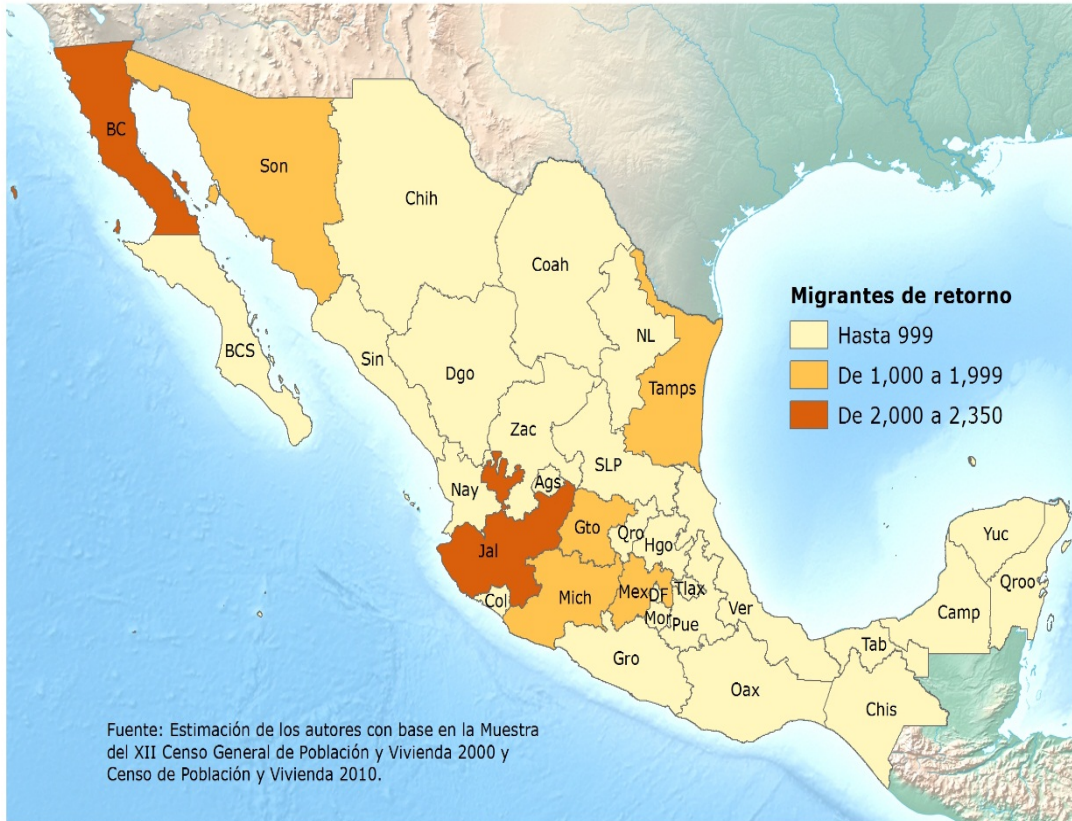 BC
Son
Chih
Coah
BCS
Sin
Dgo
NL
Tamps
Zac
SLP
Nay
Ags
Jal
Gto
Qro
Hgo
Col
Mich
Mex
DF
Tlax
Mor
Pue
Ver
Gro
Oax
Tab
Chis
Camp
Yuc
Qroo
Migrantes de retorno
Hasta 999
De 1,000 a 1,999
De 2,000 a 2,350
Fuente: Estimación de los autores con base en la Muestra
del XII Censo General de Población y Vivienda 2000 y
Censo de Población y Vivienda 2010.